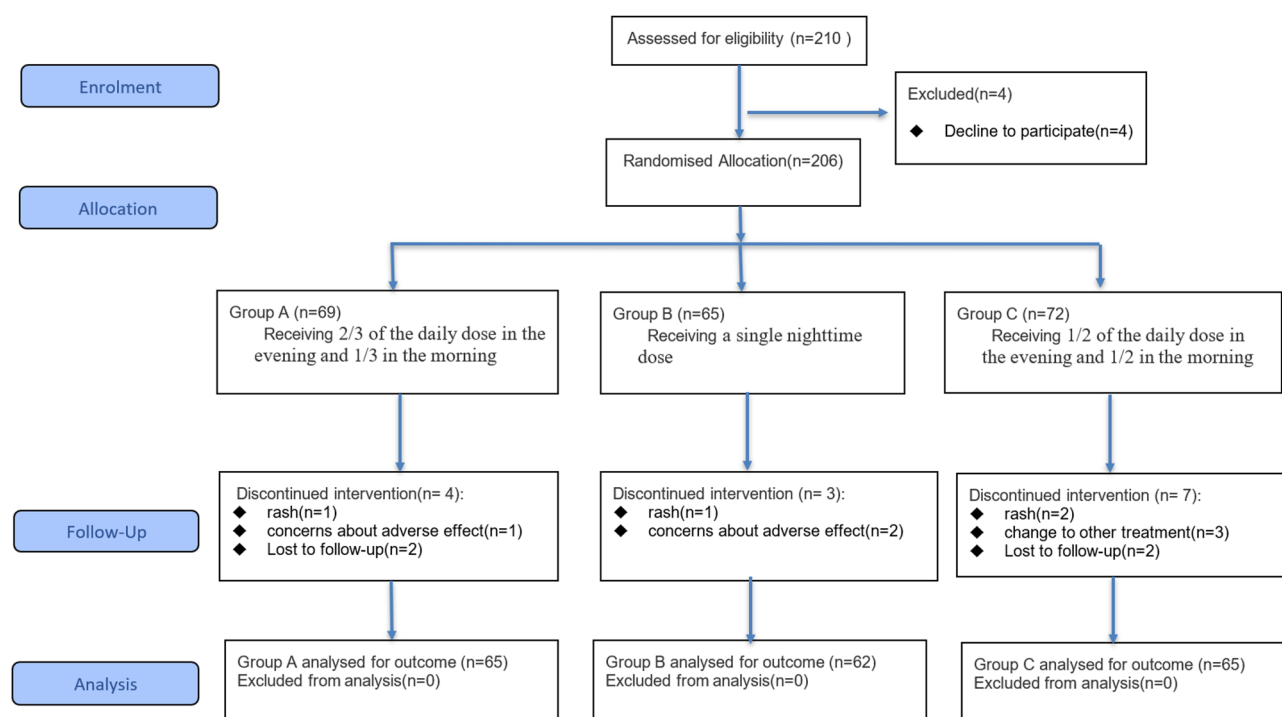 Assessed for eligibility (n=210 )
Enrolment
Excluded(n=4)
◆ Decline to participate(n=4)
Randomised Allocation(n=206)
Allocation
Group A (n=69)
Receiving 2/3 of the daily dose in the
evening and 1/3 in the morning
Group B (n=65)
Receiving a single nighttime
dose
Group C (n=72)
Receiving 1/2 of the daily dose in
the evening and 1/2 in the morning
Follow-Up
Discontinued intervention(n= 4):
◆ rash(n=1)
◆ concerns about adverse effect(n=1)
◆ Lost to follow-up(n=2)
Discontinued intervention (n= 3):
◆ rash(n=1)
◆ concerns about adverse effect(n=2)
Discontinued intervention (n= 7):
◆ rash(n=2)
◆ change to other treatment(n=3)
◆ Lost to follow-up(n=2)
Analysis
Group A analysed for outcome (n=65)
Excluded from analysis(n=0)
Group B analysed for outcome (n=62)
Excluded from analysis(n=0)
Group C analysed for outcome (n=65)
Excluded from analysis(n=0)